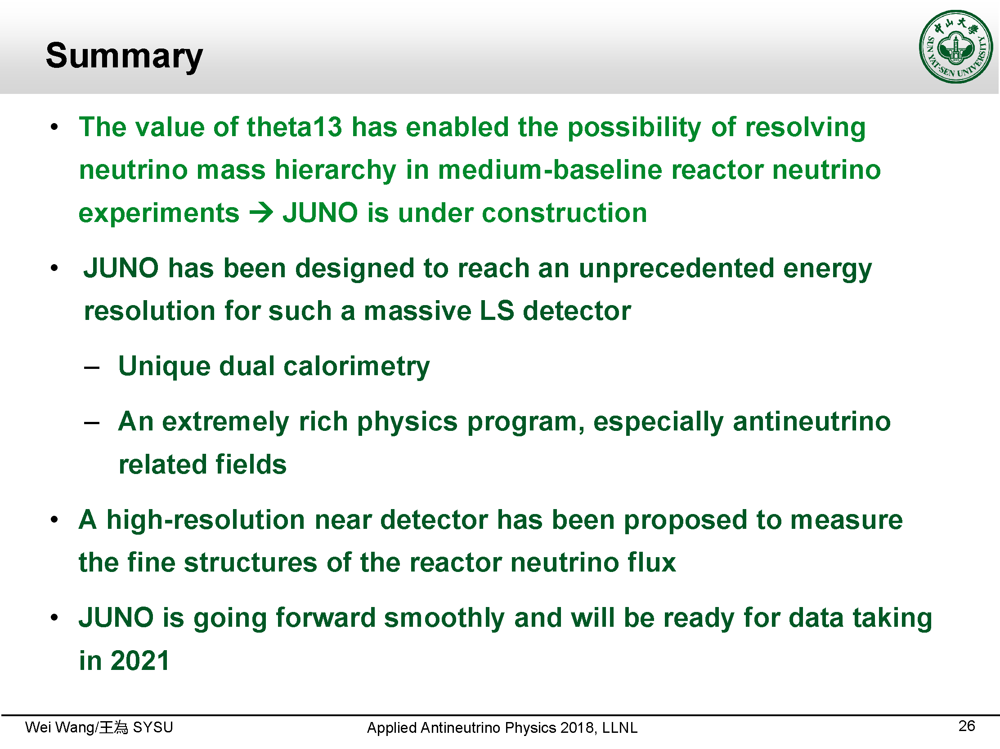 Summary
中山大學
SUN YAT-SEN UNIVERSITY
• The value of theta13 has enabled the possibility of resolving
neutrino mass hierarchy in medium-baseline reactor neutrino
experiments → JUNO is under construction
• JUNO has been designed to reach an unprecedented energy
resolution for such a massive LS detector
– Unique dual calorimetry
– An extremely rich physics program, especially antineutrino
related fields
• A high-resolution near detector has been proposed to measure
the fine structures of the reactor neutrino flux
• JUNO is going forward smoothly and will be ready for data taking
in 2021
Wei Wang/王為 SYSU
Applied Antineutrino Physics 2018, LLNL
26